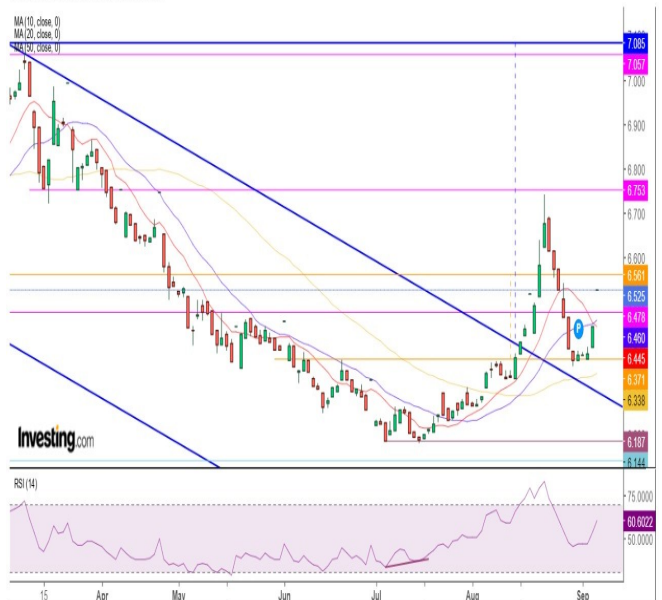 MA (10, close, 0)
MA (20, close, 0)
MA (50, close, 0)
7.085
7.057
7.000
6.900
6.800
6.753
6.700
6.600
6.561
6.525
6.478
6.460
6.445
6.371
6.338
6.187
6.144
Investing.com
P
RSI (14)
75.0000
60.6022
50.0000
15 Apr May Jun Jul Aug Sep